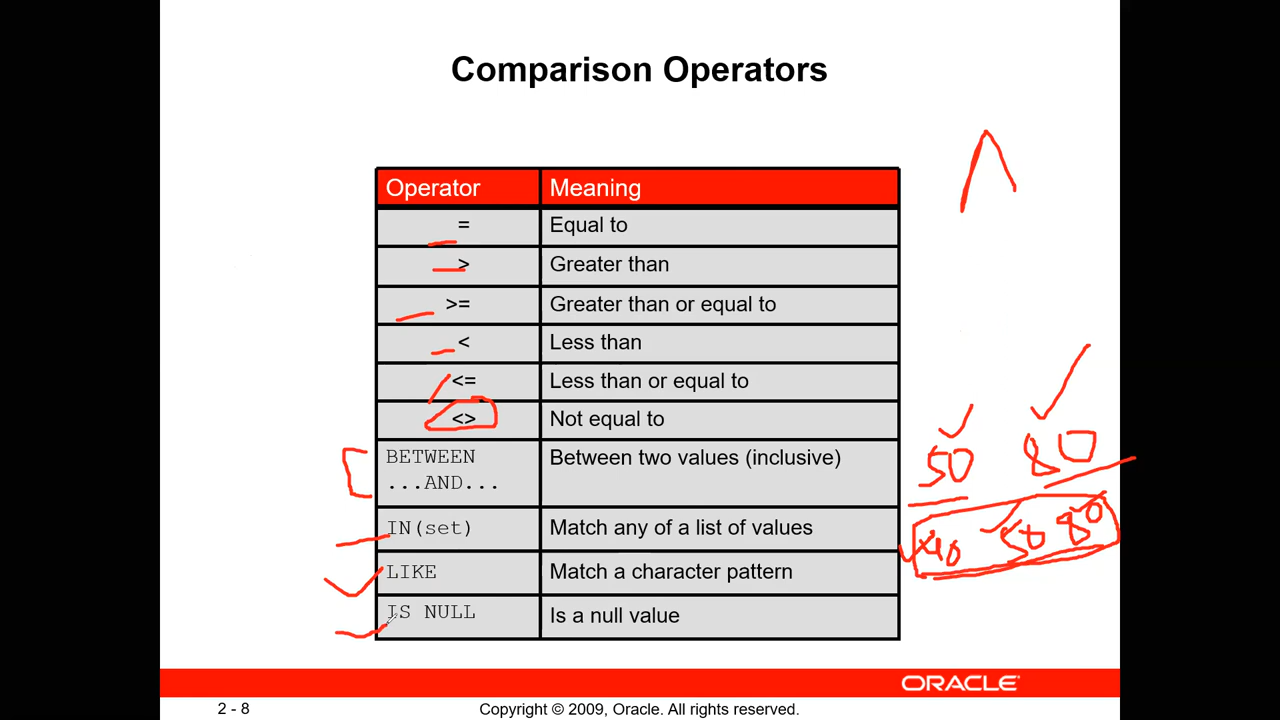 Comparison Operators
Operator Meaning
= Equal to
> Greater than
>= Greater than or equal to
< Less than
<= Less than or equal to
<> Not equal to
BETWEEN Between two values (inclusive)
...AND...
50 80
IN(set) Match any of a list of values
40 50 80
LIKE Match a character pattern
IS NULL Is a null value
ORACLE
2 - 8 Copyright © 2009, Oracle. All rights reserved.